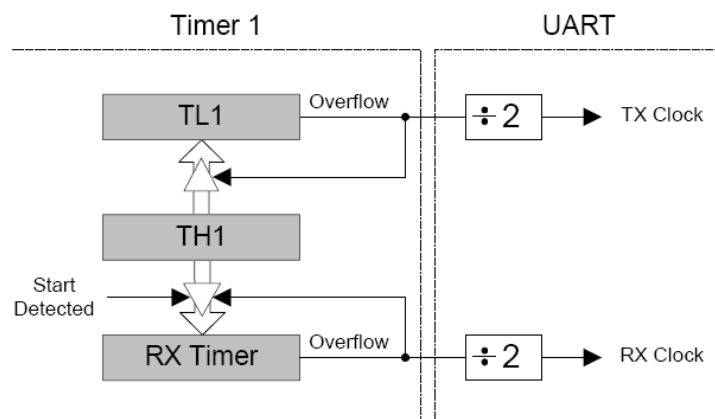 Timer 1
UART
TL1
Overflow
÷ 2
TX Clock
TH1
Start
Detected
RX Timer
Overflow
÷ 2
RX Clock